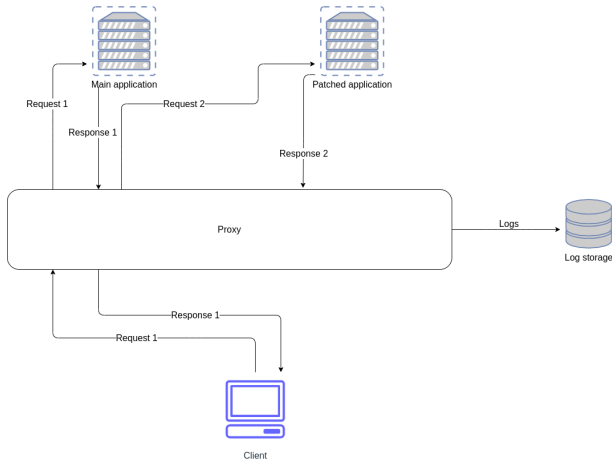 Main application
Patched application
Request 1
Request 2
Response 1
Response 2
Proxy
Logs
Log storage
Response 1
Request 1
Client